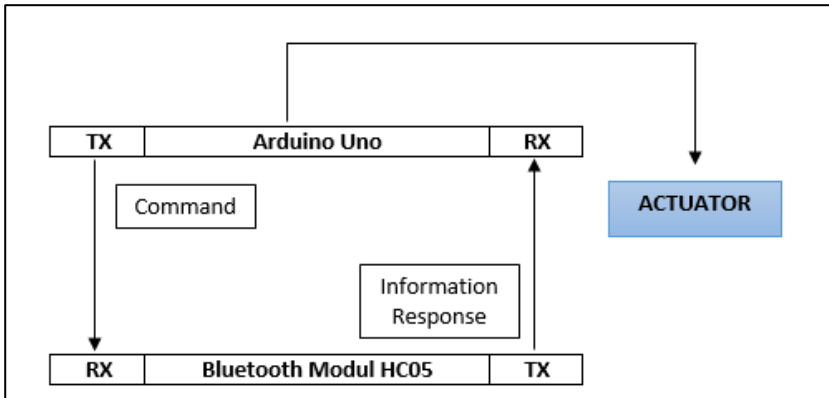 TX Arduino Uno RX
Command
ACTUATOR
Information
Response
RX Bluetooth Modul HC05 TX